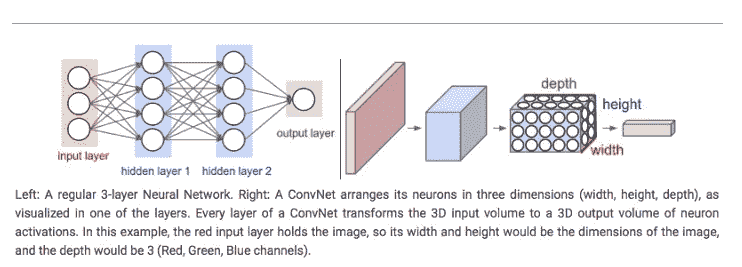 input layer
hidden layer 1
hidden layer 2
output layer
depth
height
width
Left: A regular 3-layer Neural Network. Right: A ConvNet arranges its neurons in three dimensions (width, height, depth), as
visualized in one of the layers. Every layer of a ConvNet transforms the 3D input volume to a 3D output volume of neuron
activations. In this example, the red input layer holds the image, so its width and height would be the dimensions of the image,
and the depth would be 3 (Red, Green, Blue channels).